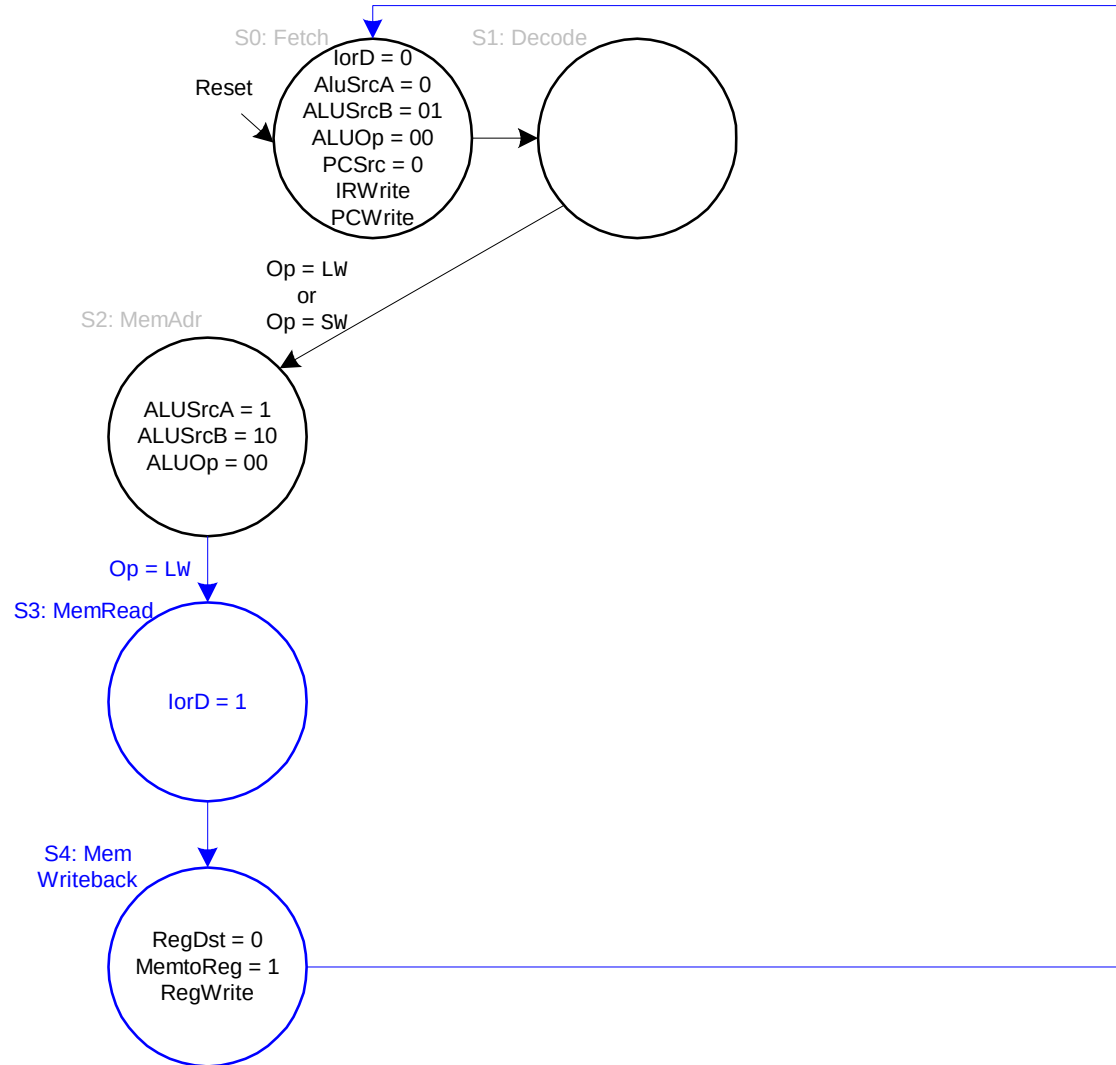 S0: Fetch
S1: Decode
Reset
IorD = 0
AluSrcA = 0
ALUSrcB = 01
ALUOp = 00
PCSrc = 0
IRWrite
PCWrite
Op = LW
or
Op = SW
S2: MemAdr
ALUSrcA = 1
ALUSrcB = 10
ALUOp = 00
Op = LW
S3: MemRead
IorD = 1
S4: Mem
Writeback
RegDst = 0
MemtoReg = 1
RegWrite